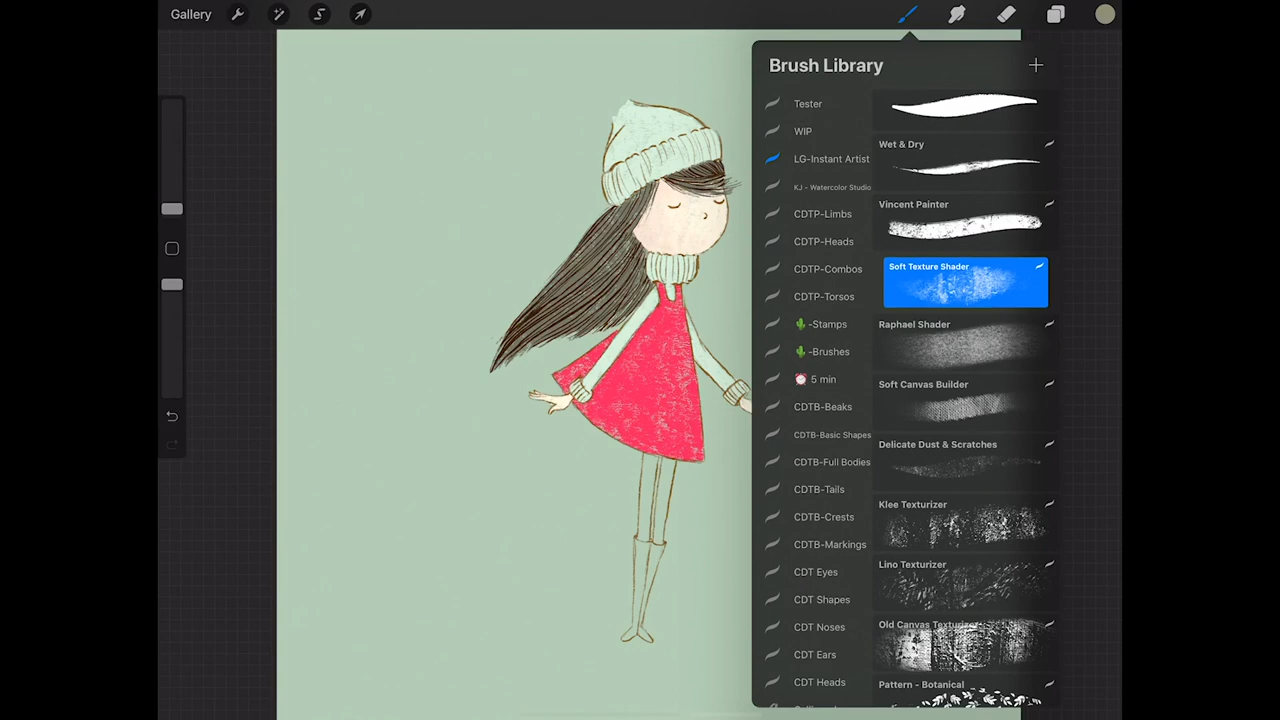 Gallery
Brush Library
Tester
WIP
LG-Instant Artist
KJ - Watercolor Studio
CDTP-Limbs
CDTP-Heads
CDTP-Combos
CDTP-Torsos
🌵-Stamps
🌵-Brushes
⏰ 5 min
CDTB-Beaks
CDTB-Basic Shapes
CDTB-Full Bodies
CDTB-Tails
CDTB-Crests
CDTB-Markings
CDT Eyes
CDT Shapes
CDT Noses
CDT Ears
CDT Heads
Wet & Dry
Vincent Painter
Soft Texture Shader
Raphael Shader
Soft Canvas Builder
Delicate Dust & Scratches
Klee Texturizer
Lino Texturizer
Old Canvas Texturizer
Pattern - Botanical